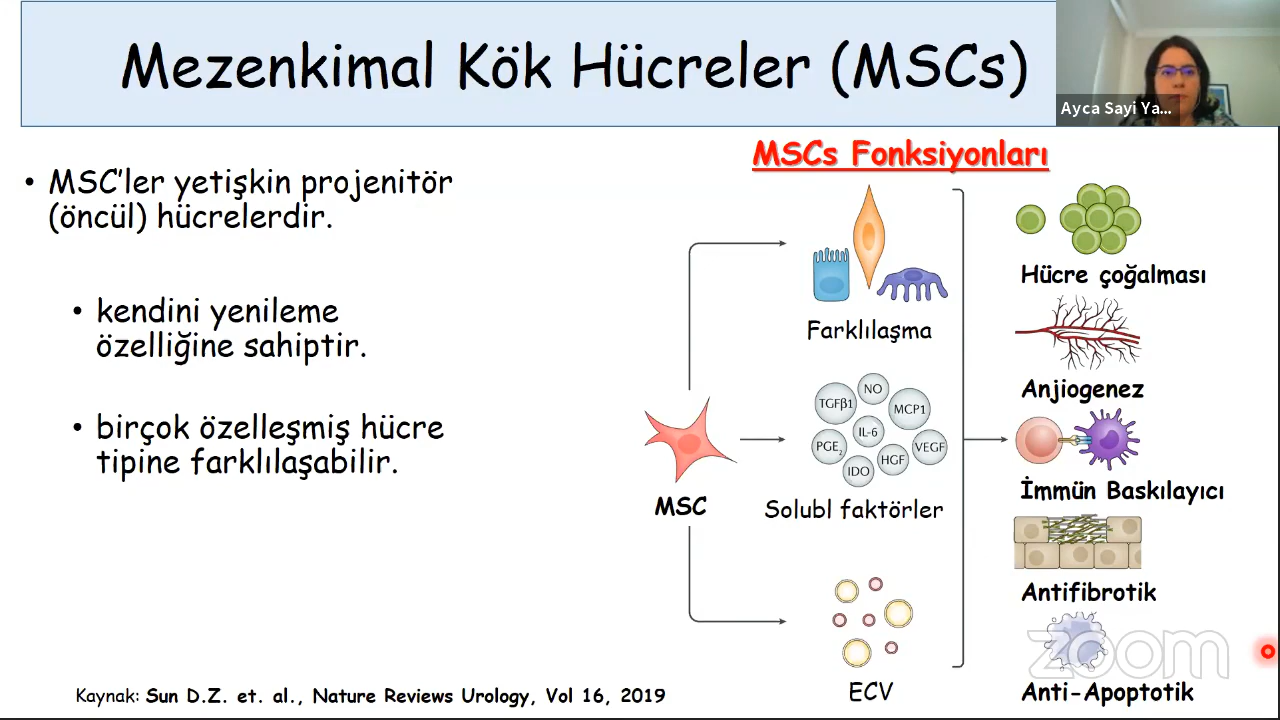 Mezenkimal Kök Hücreler (MSCs)
Ayca Sayi Ya...
• MSC'ler yetişkin projenitör
(öncül) hücrelerdir.
• kendini yenileme
özelliğine sahiptir.
• birçok özelleşmiş hücre
tipine farklılaşabilir.
MSCs Fonksiyonları
MSC
Farklılaşma
TGFβ1
NO
MCP1
PGE₂
IL-6
VEGF
IDO
HGF
Solubl faktörler
ECV
Hücre çoğalması
Anjiogenez
İmmün Baskılayıcı
Antifibrotik
zoom
Anti-Apoptotik
Kaynak: Sun D.Z. et. al., Nature Reviews Urology, Vol 16, 2019